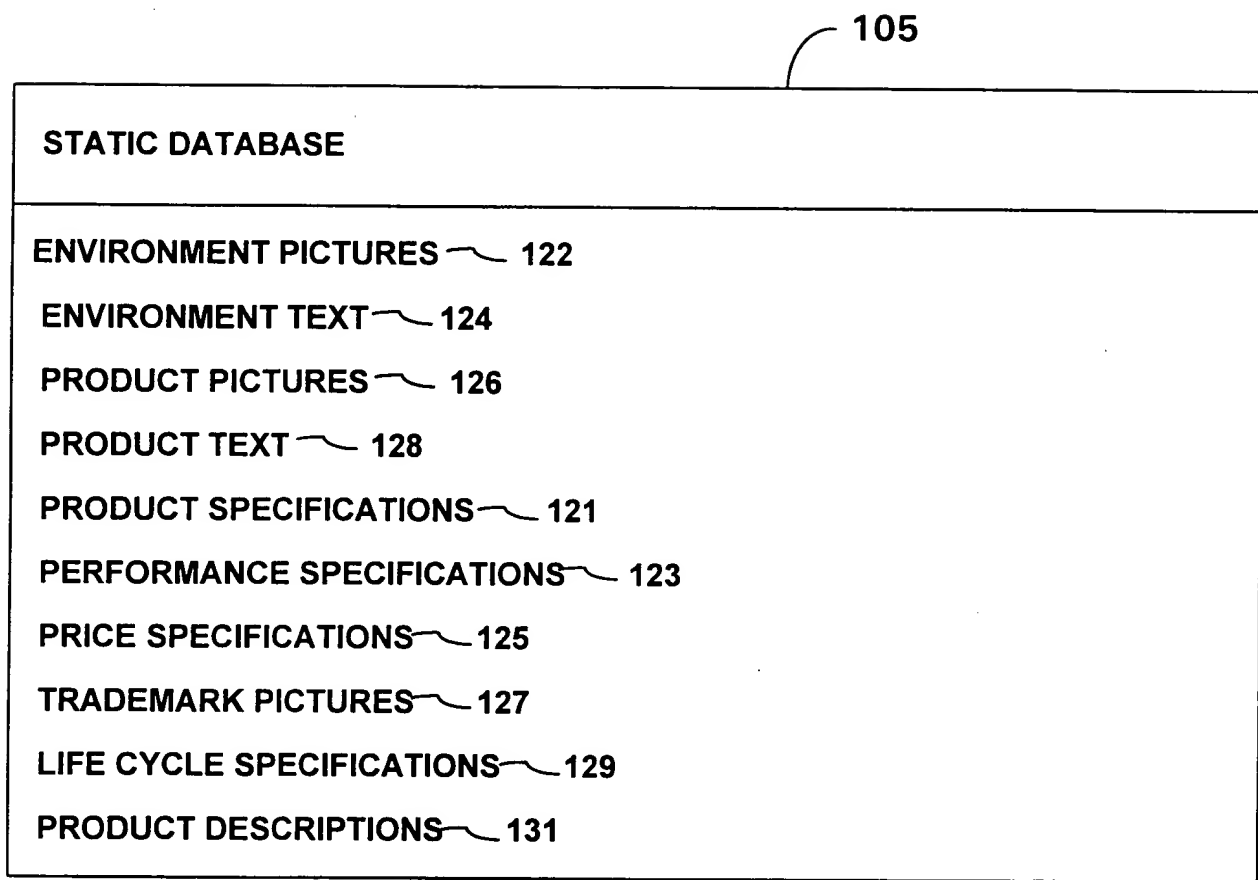 105
STATIC DATABASE
ENVIRONMENT PICTURES 122
ENVIRONMENT TEXT 124
PRODUCT PICTURES 126
PRODUCT TEXT 128
PRODUCT SPECIFICATIONS 121
PERFORMANCE SPECIFICATIONS 123
PRICE SPECIFICATIONS 125
TRADEMARK PICTURES 127
LIFE CYCLE SPECIFICATIONS 129
PRODUCT DESCRIPTIONS 131